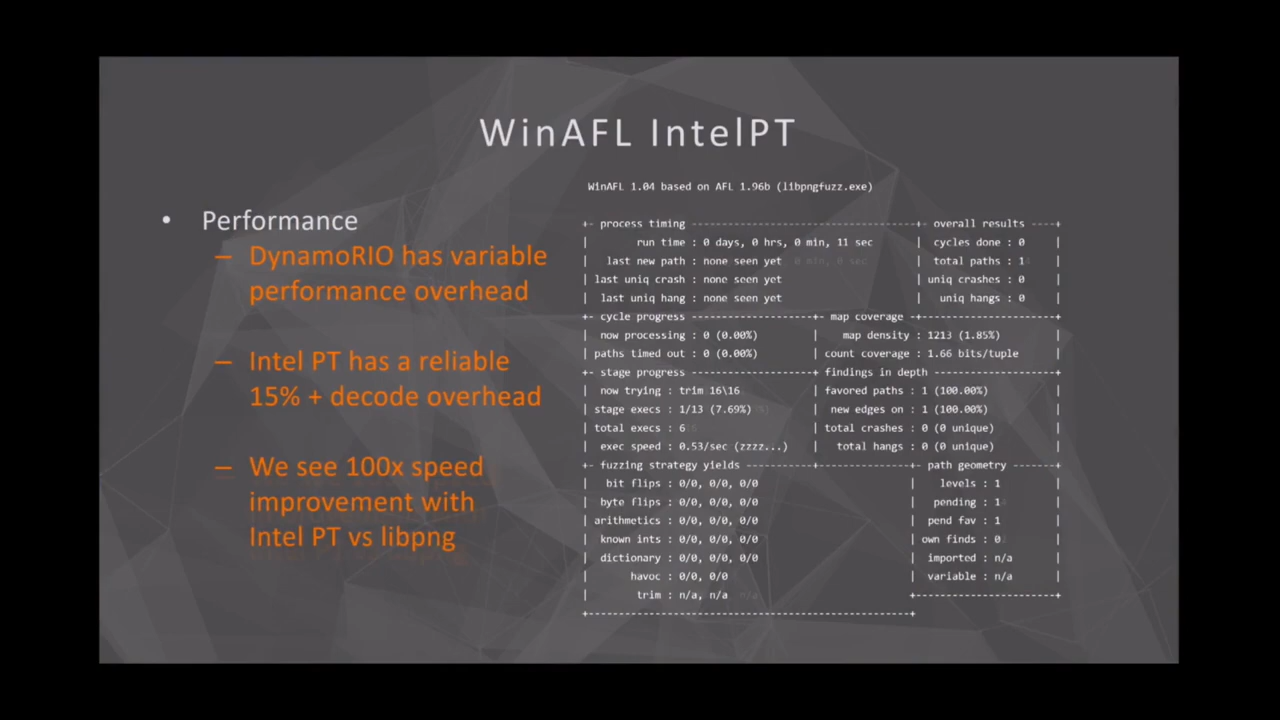 WinAFL IntelPT
• Performance
– DynamoRIO has variable
performance overhead
– Intel PT has a reliable
15% + decode overhead
– We see 100x speed
improvement with
Intel PT vs libpng
WinAFL 1.04 based on AFL 1.96b (libpngfuzz.exe)
+- process timing -------------------------------------+- overall results ----+
| run time : 0 days, 0 hrs, 0 min, 11 sec | cycles done : 0 |
| last new path : none seen yet | total paths : 1 |
| last uniq crash : none seen yet | uniq crashes : 0 |
| last uniq hang : none seen yet | uniq hangs : 0 |
+- cycle progress --------------------+- map coverage -+----------------------+
| now processing : 0 (0.00%) | map density : 1213 (1.85%) |
| paths timed out : 0 (0.00%) | count coverage : 1.66 bits/tuple |
+- stage progress --------------------+ findings in depth --------------------+
| now trying : trim 16\16 | favored paths : 1 (100.00%) |
| stage execs : 1/13 (7.69%) | new edges on : 1 (100.00%) |
| total execs : 6 | total crashes : 0 (0 unique) |
| exec speed : 0.53/sec (zzzz...) | total hangs : 0 (0 unique) |
+- fuzzing strategy yields -----------+---------------+- path geometry -------+
| bit flips : 0/0, 0/0, 0/0 | levels : 1 |
| byte flips : 0/0, 0/0, 0/0 | pending : 1 |
| arithmetics : 0/0, 0/0, 0/0 | pend fav : 1 |
| known ints : 0/0, 0/0, 0/0 | own finds : 0 |
| dictionary : 0/0, 0/0, 0/0 | imported : n/a |
| havoc : 0/0, 0/0 | variable : n/a |
| trim : n/a, n/a +-----------------------+
+-----------------------------------------------------+